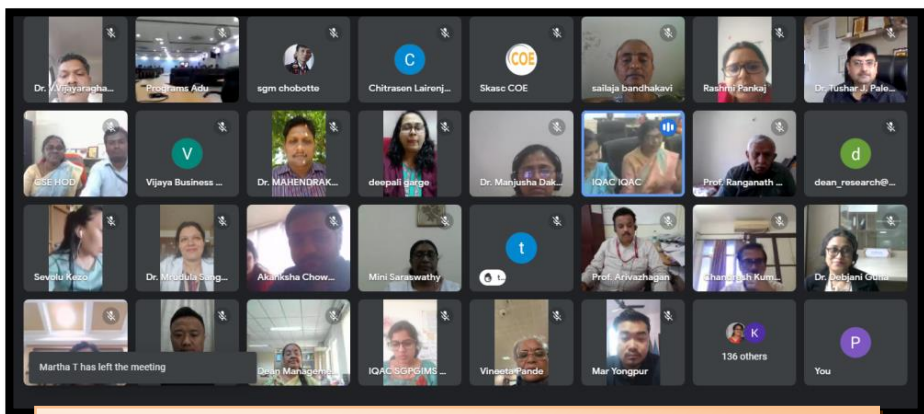 Dr. V.Vijayaragha...
Programs Adu
sgm chobotte
C
Chitrasen Lairenj...
COE
Skasc COE
sailaja bandhakavi
Rashmi Pankaj
Dr. Tushar J. Pale...
CSE HOD
V
Vijaya Business ...
Dr. MAHENDRAK...
deepali garge
Dr. Manjusha Dak...
IQAC IQAC
Prof. Ranganath ...
d
dean_research@...
Sevolu Kezo
Dr. Mrudula Sang...
Akanksha Chow...
Mini Saraswathy
t
t...
Prof. Arivazhagan
Chandresh Kum...
Dr. Debjani Guha
Martha T has left the meeting
Dean Manageme...
IQAC SGPGIMS ...
Vineeta Pande
Mar Yongpur
K
136 others
P
You